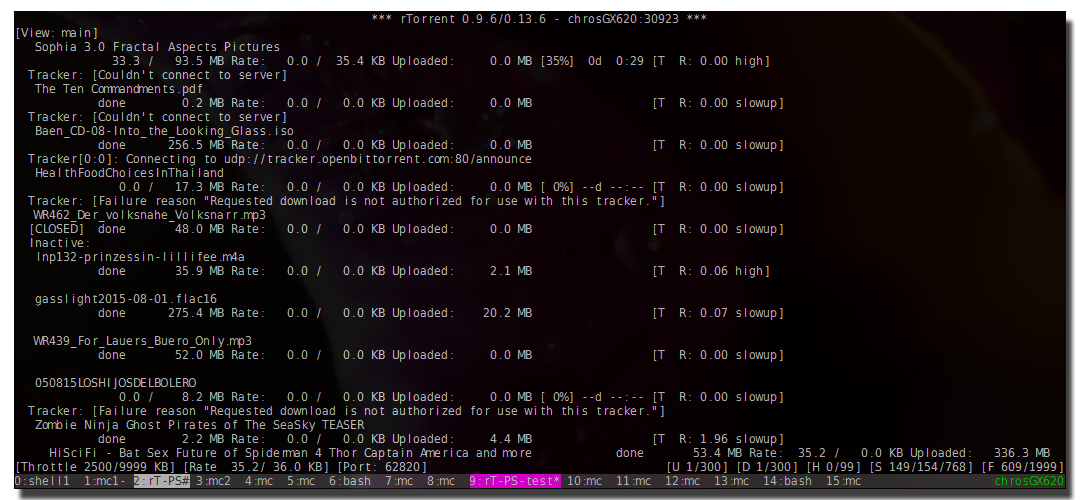 *** rTorrent 0.9.6/0.13.6 - chrosGX620:30923 ***
[View: main]
Sophia 3.0 Fractal Aspects Pictures
33.3 / 93.5 MB Rate: 0.0 / 35.4 KB Uploaded: 0.0 MB [35%] 0d 0:29 [T R: 0.00 high]
Tracker: [Couldn't connect to server]
The Ten Commandments.pdf
done 0.2 MB Rate: 0.0 / 0.0 KB Uploaded: 0.0 MB [T R: 0.00 slowup]
Tracker: [Couldn't connect to server]
Baen_CD-08-Into_the_Looking_Glass.iso
done 256.5 MB Rate: 0.0 / 0.0 KB Uploaded: 0.0 MB [T R: 0.00 slowup]
Tracker[0:0]: Connecting to udp://tracker.openbittorrent.com:80/announce
HealthFoodChoicesInThailand
0.0 / 17.3 MB Rate: 0.0 / 0.0 KB Uploaded: 0.0 MB [ 0%] --d --:-- [T R: 0.00 slowup]
Tracker: [Failure reason "Requested download is not authorized for use with this tracker."]
WR462_Der_volksnahe_Volksnarr.mp3
[CLOSED] done 48.0 MB Rate: 0.0 / 0.0 KB Uploaded: 0.0 MB [T R: 0.00 slowup]
Inactive:
lnp132-prinzessin-lillifee.m4a
done 35.9 MB Rate: 0.0 / 0.0 KB Uploaded: 2.1 MB [T R: 0.06 high]
gasslight2015-08-01.flac16
done 275.4 MB Rate: 0.0 / 0.0 KB Uploaded: 20.2 MB [T R: 0.07 slowup]
WR439_For_Lauers_Buero_Only.mp3
done 52.0 MB Rate: 0.0 / 0.0 KB Uploaded: 0.0 MB [T R: 0.00 slowup]
050815LOSHIJOSDELBOLERO
0.0 / 8.2 MB Rate: 0.0 / 0.0 KB Uploaded: 0.0 MB [ 0%] --d --:-- [T R: 0.00 slowup]
Tracker: [Failure reason "Requested download is not authorized for use with this tracker."]
Zombie Ninja Ghost Pirates of The SeaSky TEASER
done 2.2 MB Rate: 0.0 / 0.0 KB Uploaded: 4.4 MB [T R: 1.96 slowup]
HiSciFi - Bat Sex Future of Spiderman 4 Thor Captain America and more done 53.4 MB Rate: 35.2 / 0.0 KB Uploaded: 336.3 MB
[Throttle 2500/9999 KB] [Rate 35.2/ 36.0 KB] [Port: 62820] [U 1/300] [D 1/300] [H 0/99] [S 149/154/768] [F 609/1999]
0:shell1 1:mc1- 2:rT-PS# 3:mc2 4:mc 5:mc 6:bash 7:mc 8:mc 9:rT-PS-test* 10:mc 11:mc 12:mc 13:mc 14:bash 15:mc chrosGX620